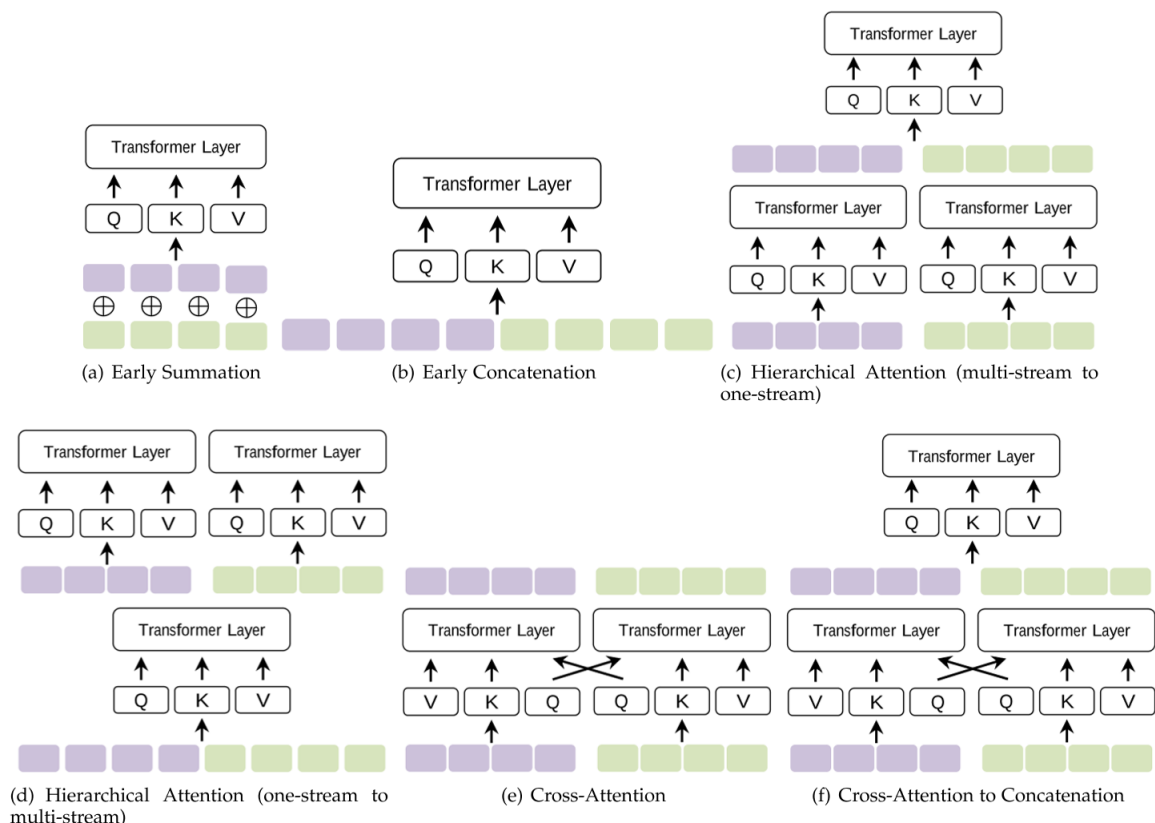 Transformer Layer
Q K V
(a) Early Summation
Transformer Layer
Q K V
(b) Early Concatenation
Transformer Layer
Q K V
Transformer Layer Transformer Layer
Q K V Q K V
(c) Hierarchical Attention (multi-stream to
one-stream)
Transformer Layer Transformer Layer
Q K V Q K V
Transformer Layer
Q K V
(d) Hierarchical Attention (one-stream to
multi-stream)
Transformer Layer Transformer Layer
V K Q Q K V
(e) Cross-Attention
Transformer Layer
Q K V
Transformer Layer Transformer Layer
V K Q Q K V
(f) Cross-Attention to Concatenation